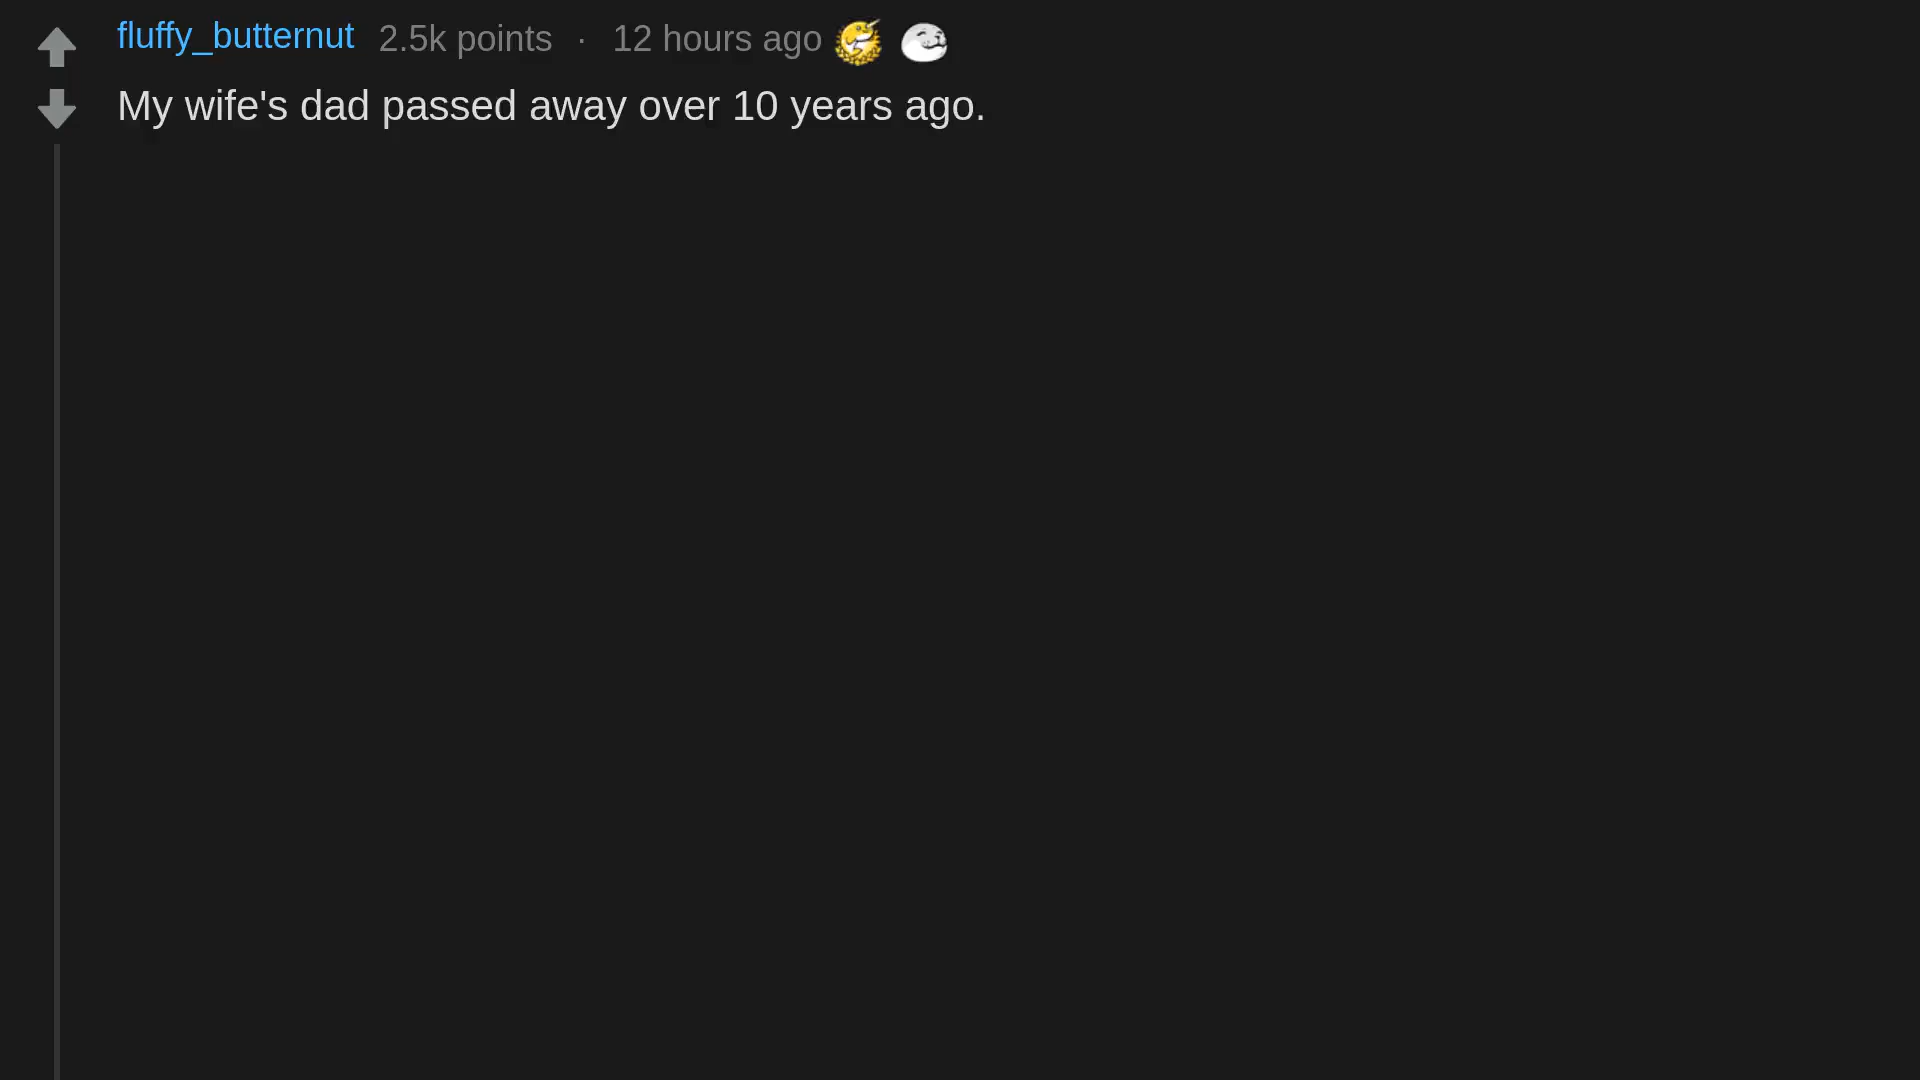 fluffy_butternut 2.5k points · 12 hours ago
My wife's dad passed away over 10 years ago.